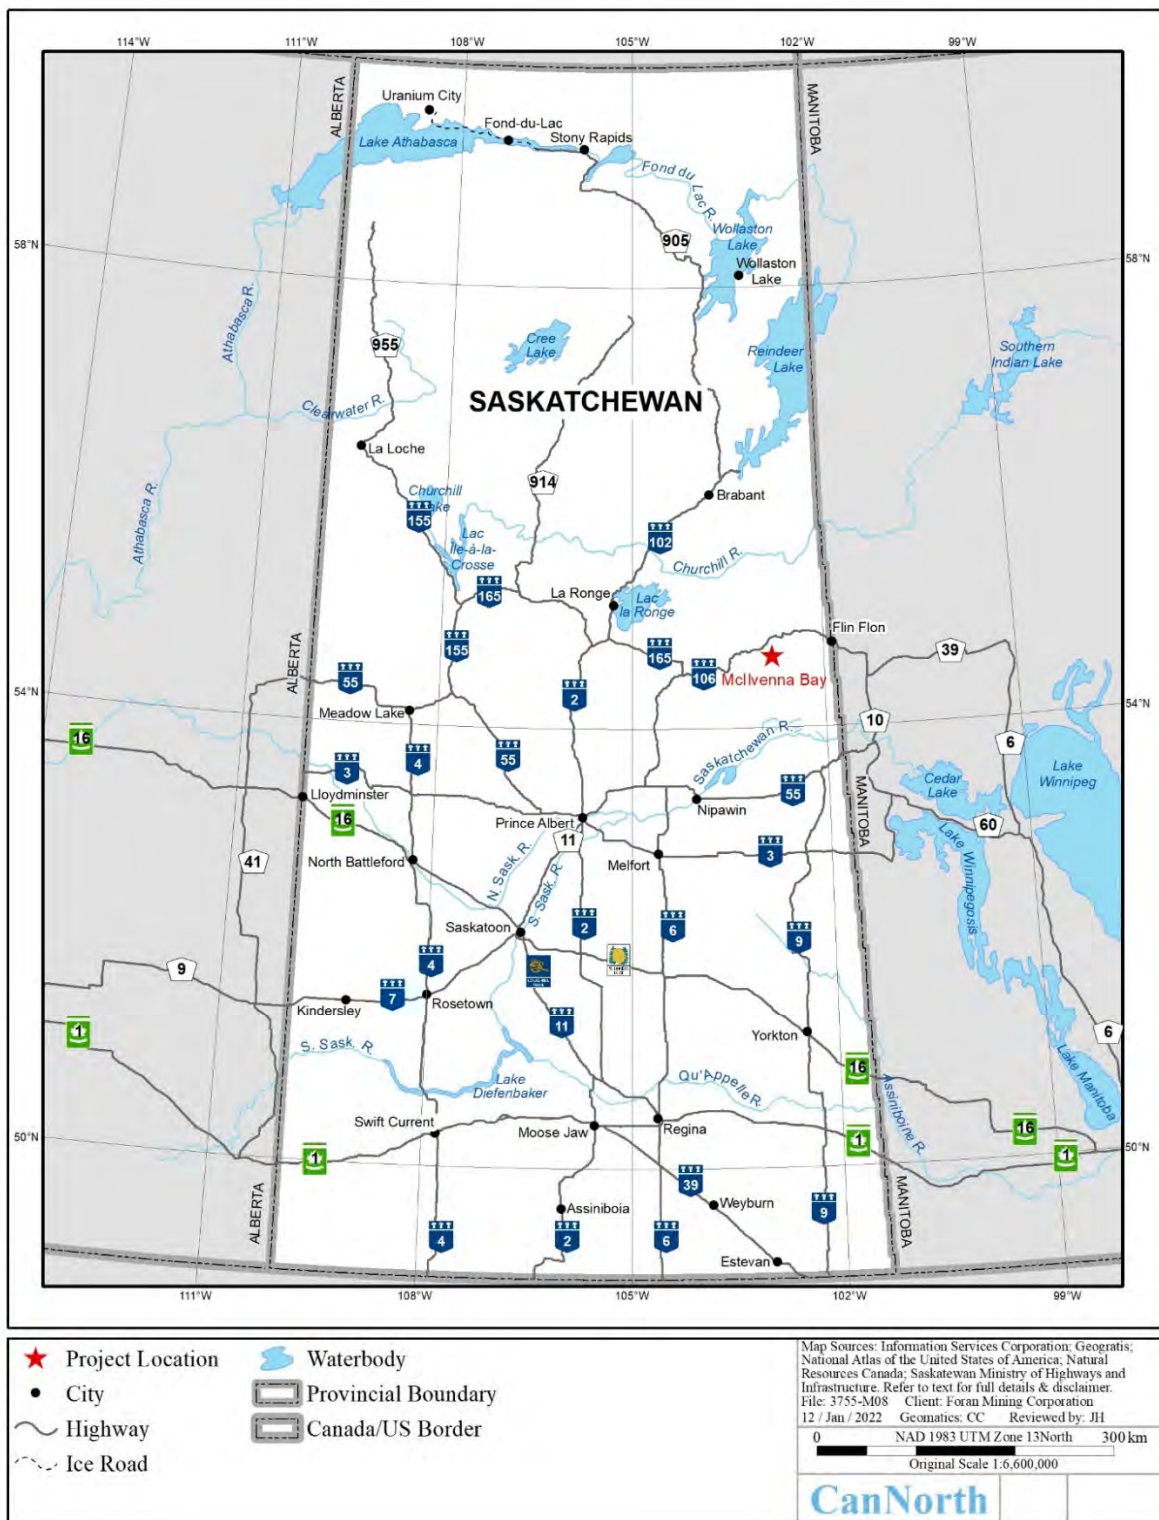 114°W
111°W
108°W
105°W
102°W
99°W
ALBERTA
MANITOBA
Uranium City
Fond-du-Lac
Stony Rapids
Lake Athabasca
Fond du Lac R.
58°N
58°N
905
Wollaston
Lake
Wollaston
Lake
Athabasca R.
955
Cree
Lake
Reindeer
Lake
Southern
Indian Lake
SASKATCHEWAN
Clearwater R.
La Loche
914
Brabant
Athabasca R.
Churchill
155
Lac
Île-à-la-
Crosse
102
Churchill R.
165
La Ronge
Lac
la Ronge
ALBERTA
155
Flin Flon
39
165
106
McIlvenna Bay
55
2
54°N
54°N
Meadow Lake
10
16
3
4
55
Saskatchewan R.
6
Lake
Winnipeg
Cedar
Lake
Lloydminster
Nipawin
55
MANITOBA
16
Prince Albert
11
60
41
North Battleford
N. Sask. R.
S. Sask. R.
Melfort
3
Lake Winnipegosis
Saskatoon
2
6
9
9
4
Kindersley
7
Rosetown
1
11
Yorkton
6
S. Sask. R.
Lake
Diefenbaker
Qu'Appelle R.
16
Assiniboine R.
Lake Manitoba
50°N
50°N
Swift Current
Moose Jaw
Regina
16
1
1
1
39
ALBERTA
Assiniboia
Weyburn
9
MANITOBA
4
2
6
Estevan
111°W
108°W
105°W
102°W
99°W
Project Location
City
Highway
Ice Road
Waterbody
Provincial Boundary
Canada/US Border
Map Sources: Information Services Corporation; Geogratis;
National Atlas of the United States of America; Natural
Resources Canada; Saskatewan Ministry of Highways and
Infrastructure. Refer to text for full details & disclaimer.
File: 3755-M08 Client: Foran Mining Corporation
12 / Jan / 2022 Geomatics: CC Reviewed by: JH
0 NAD 1983 UTM Zone 13North 300 km
Original Scale 1:6,600,000
CanNorth